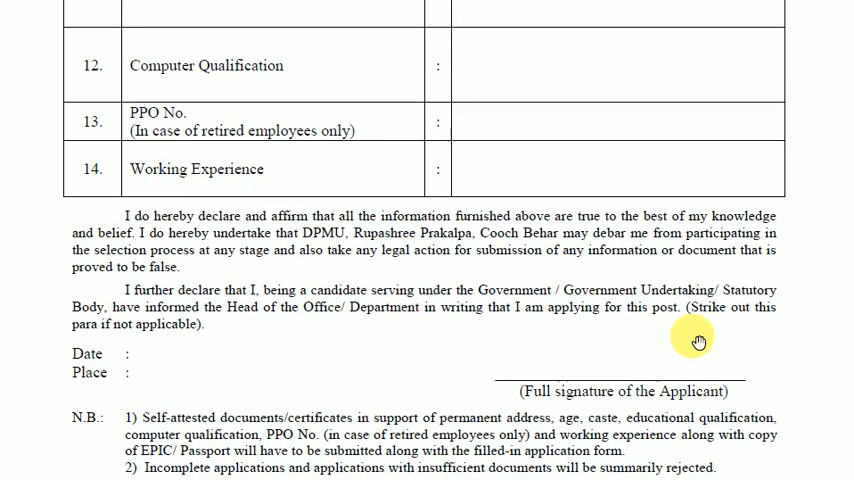 12. Computer Qualification :
13. PPO No.
(In case of retired employees only) :
14. Working Experience :
I do hereby declare and affirm that all the information furnished above are true to the best of my knowledge
and belief. I do hereby undertake that DPMU, Rupashree Prakalpa, Cooch Behar may debar me from participating in
the selection process at any stage and also take any legal action for submission of any information or document that is
proved to be false.
I further declare that I, being a candidate serving under the Government / Government Undertaking/ Statutory
Body, have informed the Head of the Office/ Department in writing that I am applying for this post. (Strike out this
para if not applicable).
Date :
Place :
(Full signature of the Applicant)
N.B.: 1) Self-attested documents/certificates in support of permanent address, age, caste, educational qualification,
computer qualification, PPO No. (in case of retired employees only) and working experience along with copy
of EPIC/ Passport will have to be submitted along with the filled-in application form.
2) Incomplete applications and applications with insufficient documents will be summarily rejected.